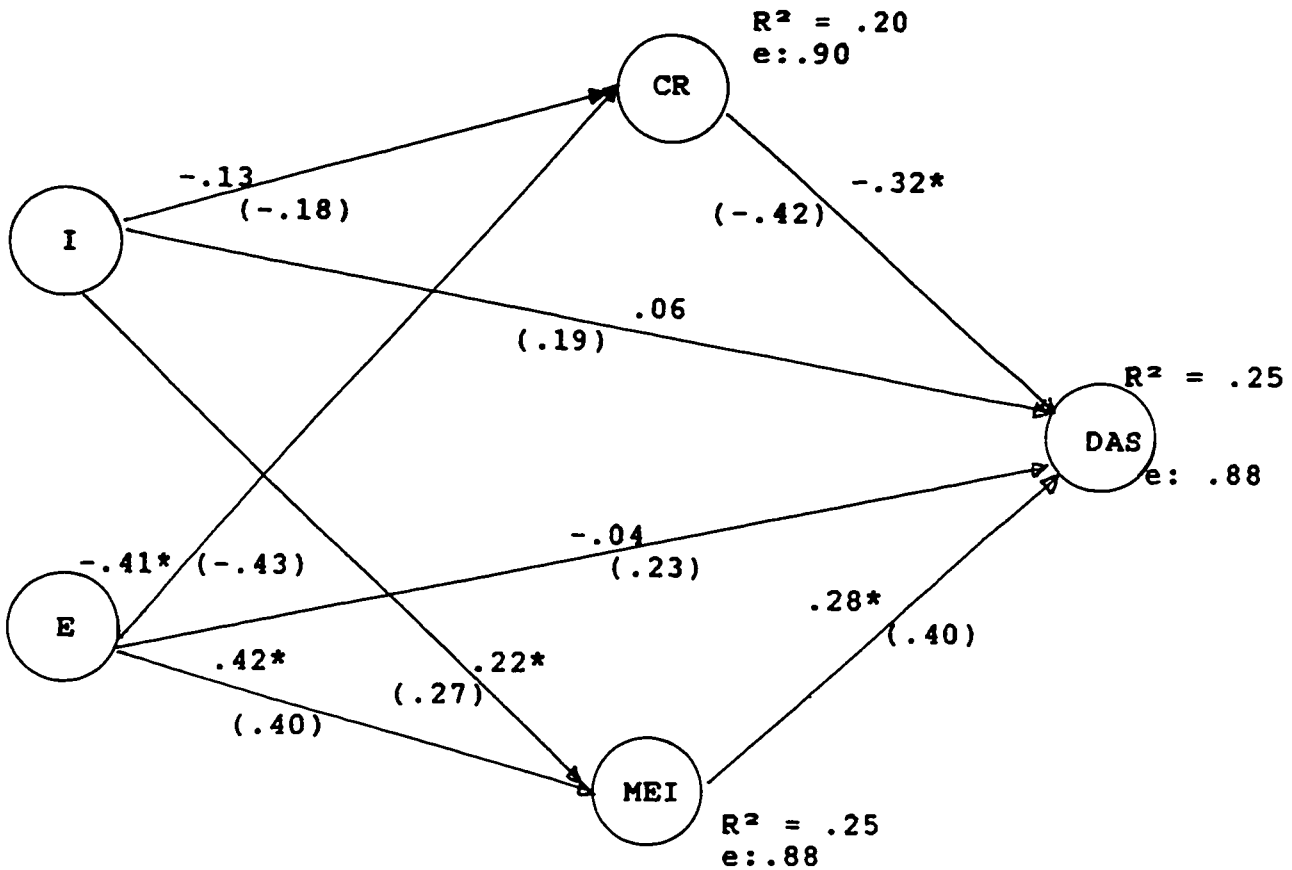 R² = .20
e:.90
CR
-.13
(-.18)
-.32*
(-.42)
I
.06
(.19)
R² = .25
DAS
e: .88
-.04
(.23)
-.41* (-.43)
E
.28*
(.40)
.42*
(.40)
.22*
(.27)
MEI
R² = .25
e:.88